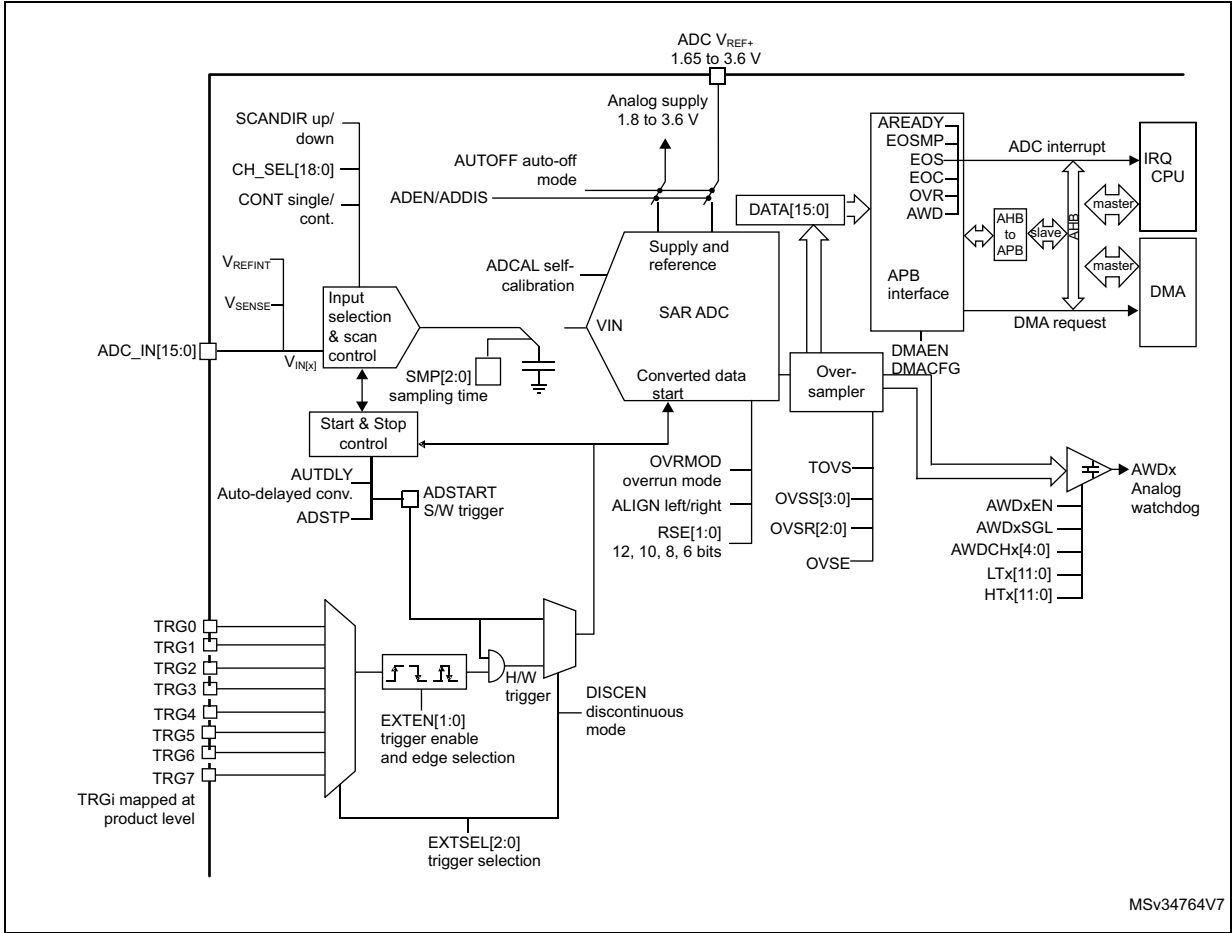 ADC VREF+
1.65 to 3.6 V
Analog supply
1.8 to 3.6 V
SCANDIR up/
down
CH_SEL[18:0]
CONT single/
cont.
AUTOFF auto-off
mode
ADEN/ADDIS
AREADY
EOSMP
EOS
EOC
OVR
AWD
ADC interrupt
IRQ
CPU
master
AHB
to
APB
slave
AHB
master
DMA
DMA request
APB
interface
DMAEN
DMACFG
DATA[15:0]
Supply and
reference
ADCAL self-
calibration
SAR ADC
VIN
Converted data
start
VREFINT
VSENSE
ADC_IN[15:0]
VIN[x]
Input
selection
& scan
control
SMP[2:0]
sampling time
Over-
sampler
Start & Stop
control
AUTDLY
Auto-delayed conv.
ADSTP
ADSTART
S/W trigger
OVRMOD
overrun mode
ALIGN left/right
RSE[1:0]
12, 10, 8, 6 bits
TOVS
OVSS[3:0]
OVSR[2:0]
OVSE
AWDx
Analog
watchdog
AWDxEN
AWDxSGL
AWDCHx[4:0]
LTx[11:0]
HTx[11:0]
TRG0
TRG1
TRG2
TRG3
TRG4
TRG5
TRG6
TRG7
TRGi mapped at
product level
H/W
trigger
EXTEN[1:0]
trigger enable
and edge selection
DISCEN
discontinuous
mode
EXTSEL[2:0]
trigger selection
MSv34764V7